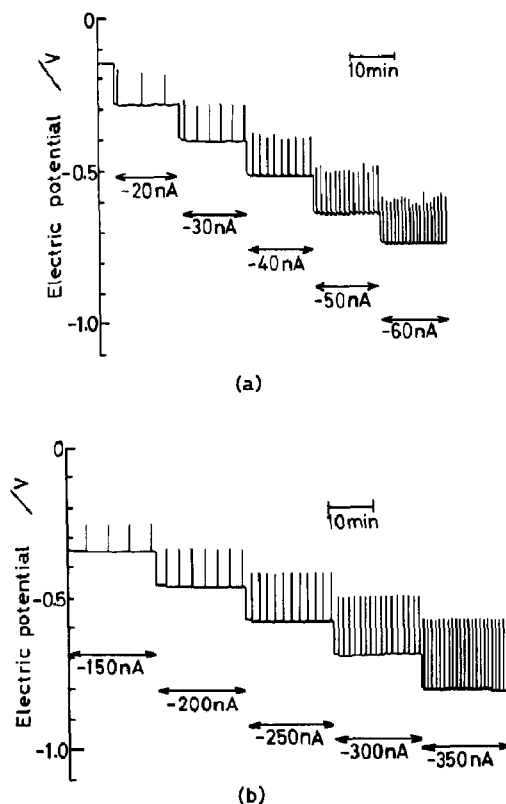 0
-0.5
-1.0
Electric potential /V
10min
-20nA
-30nA
-40nA
-50nA
-60nA
(a)
0
-0.5
-1.0
Electric potential /V
10min
-150nA
-200nA
-250nA
-300nA
-350nA
(b)